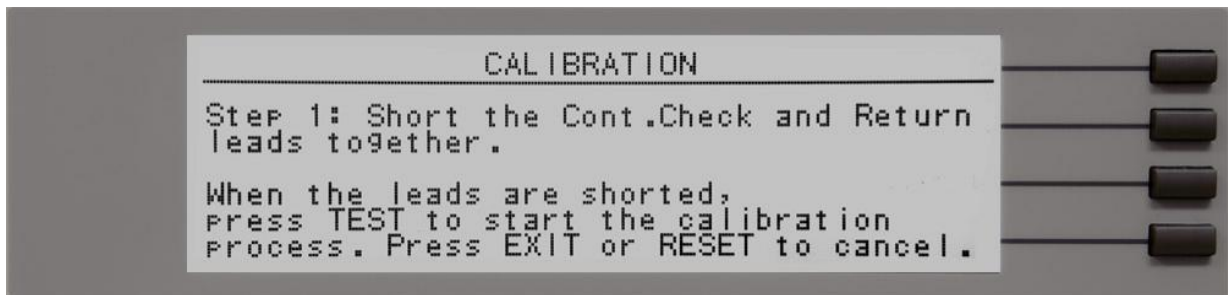 CALIBRATION
Step 1: Short the Cont.Check and Return
leads together.
When the leads are shorted,
press TEST to start the calibration
process. Press EXIT or RESET to cancel.